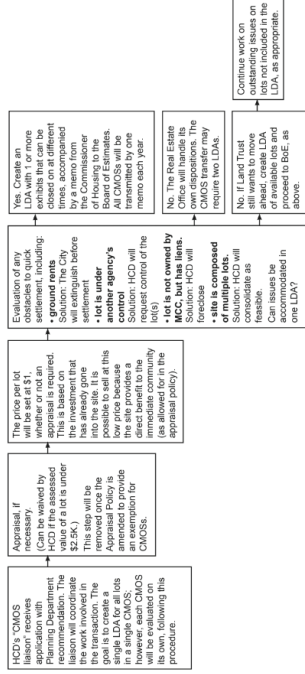 HCD's "CMOS
liaison" receives
application with
Planning Department
recommendation. The
liaison will coordinate
the work involved in
the transaction. The
goal is to create a
single LDA for all lots
in a single CMOS;
however, each CMOS
will be evaluated on
its own, following this
procedure.
Appraisal, if
necessary.
(Can be waived by
HCD if the assessed
value of a lot is under
$2.5K.)
This step will be
removed once the
Appraisal Policy is
amended to provide
an exemption for
CMOSs.
The price per lot
will be set at $1,
whether or not an
appraisal is required.
This is based on
the investment that
has already gone
into the site. It is
possible to sell at this
low price because
the site provides a
direct benefit to the
immediate community
(as allowed for in the
appraisal policy).
Evaluation of any
obstacles to quick
settlement, including:
• ground rents
Solution: The City
will extinguish before
settlement
• lot is under
another agency's
control
Solution: HCD will
request control of the
lot(s)
• lot is not owned by
MCC, but has liens.
Solution: HCD will
foreclose
• site is composed
of multiple lots.
Solution: HCD will
consolidate as
feasible.
Can issues be
accommodated in
one LDA?
Yes. Create an
LDA with 1 or more
exhibits that can be
closed on at different
times, accompanied
by a memo from
the Commissioner
of Housing to the
Board of Estimates.
All CMOSs will be
transmitted by one
memo each year.
No. The Real Estate
Office will handle its
own dispositions. The
CMOS transfer may
require two LDAs.
No. If Land Trust
still wants to move
ahead, create LDA
of available lots and
proceed to BoE, as
above.
Continue work on
outstanding issues on
lots not included in the
LDA, as appropriate.